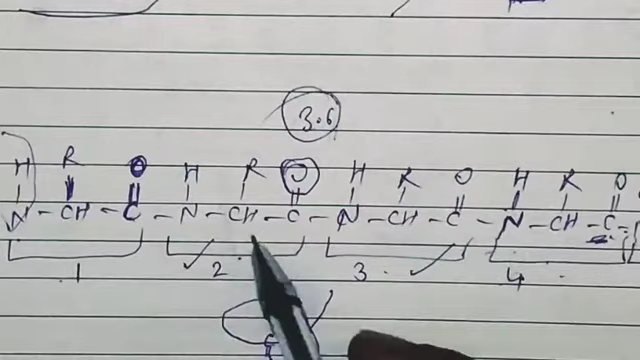 3.6
H R O H R O H R O H R O
N - CH - C - N - CH - C - N - CH - C - N - CH - C -
1 2 3 4